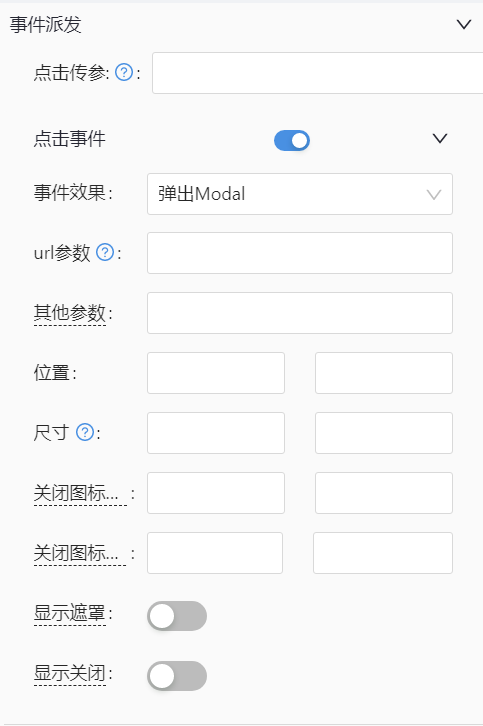 事件派发
点击传参: ? :
点击事件
事件效果: 弹出Modal
url参数 ? :
其他参数:
位置:
尺寸 ? :
关闭图标... :
关闭图标... :
显示遮罩:
显示关闭: